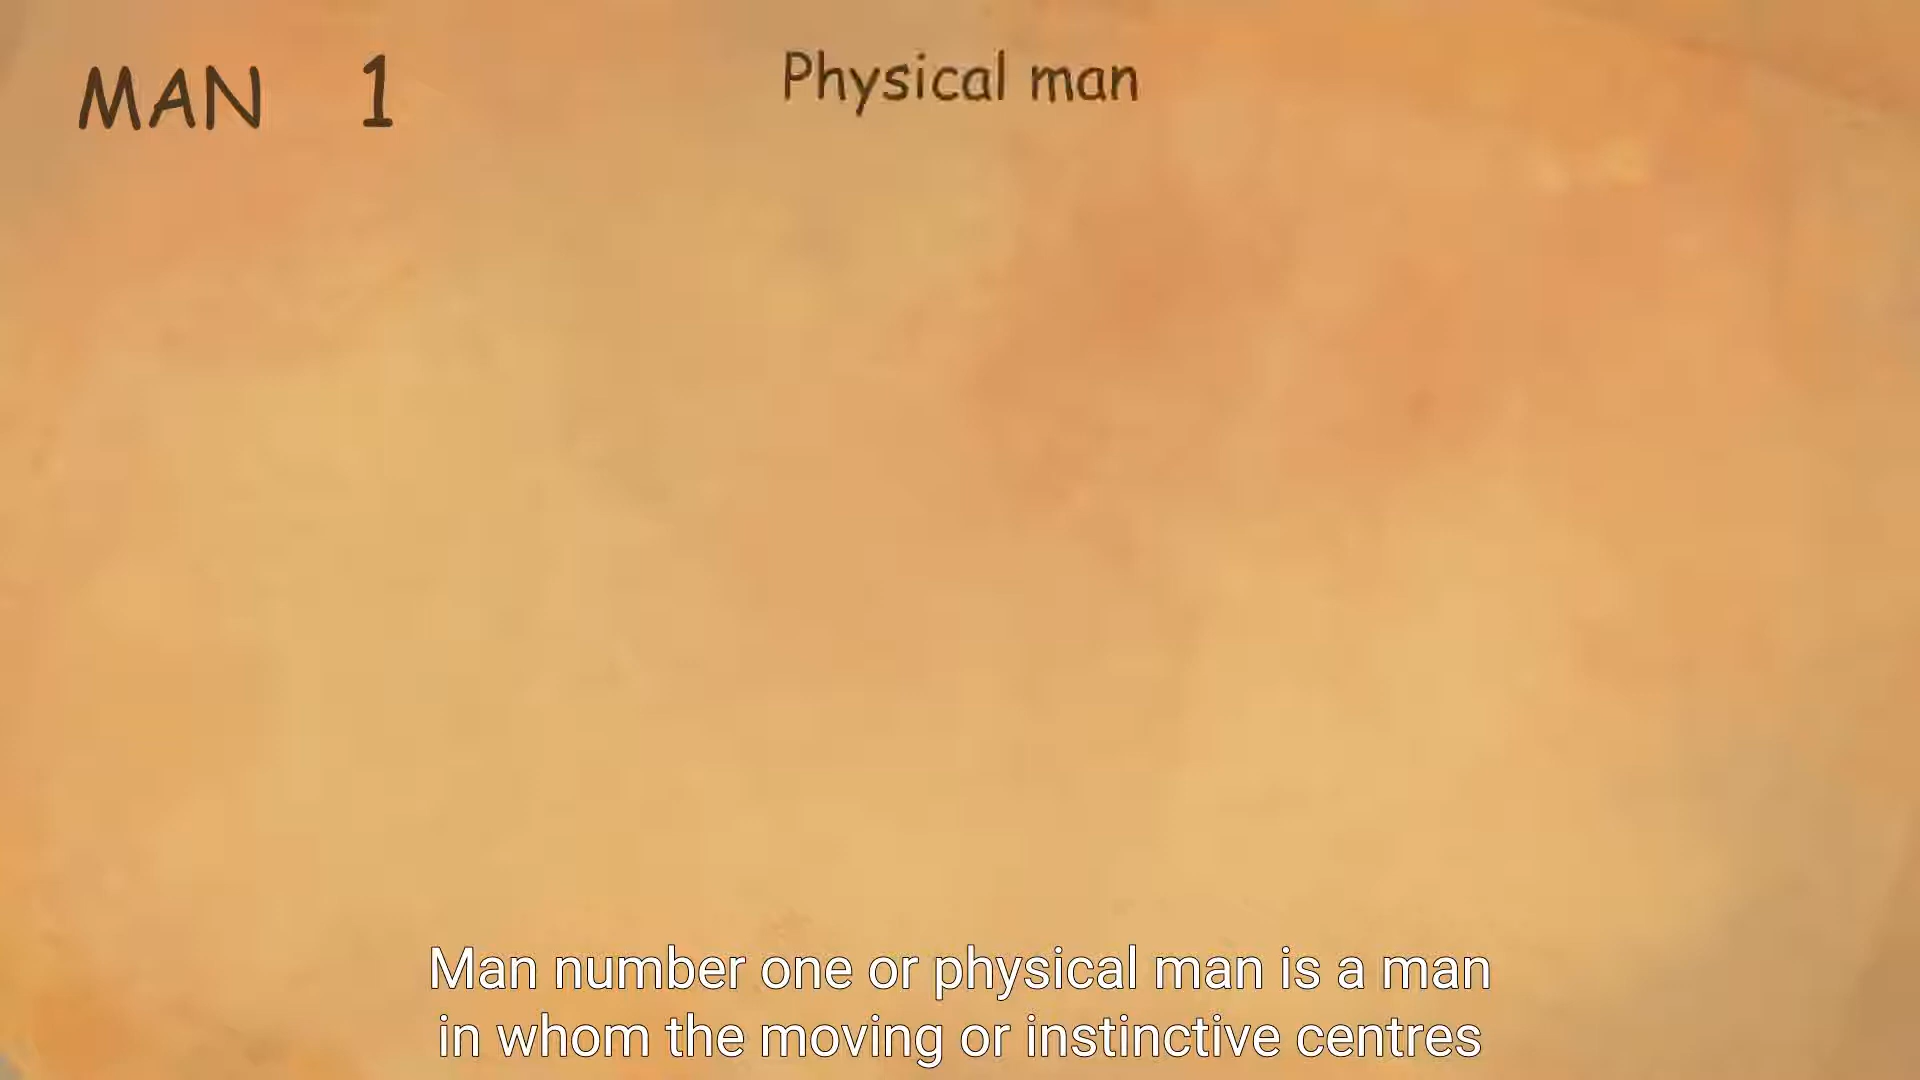 MAN 1
Physical man
Man number one or physical man is a man
in whom the moving or instinctive centres